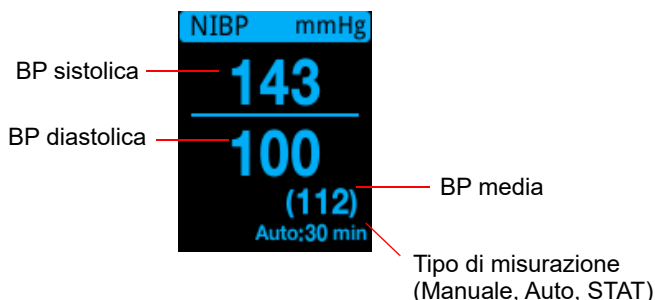 NIBP mmHg
BP sistolica
143
BP diastolica
100
BP media
(112)
Auto:30 min
Tipo di misurazione
(Manuale, Auto, STAT)